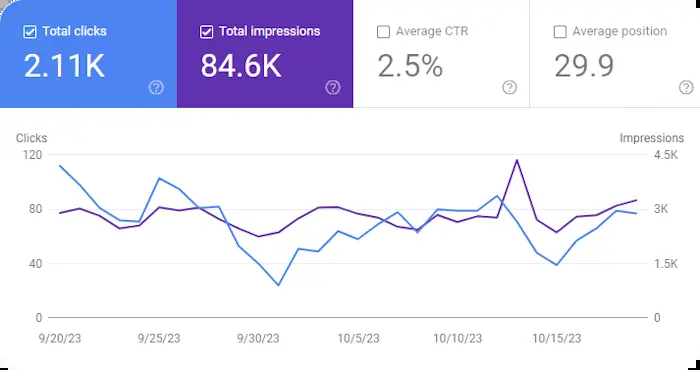 Total clicks
2.11K
Total impressions
84.6K
Average CTR
2.5%
Average position
29.9
Clicks
Impressions
120
4.5K
80
3K
40
1.5K
0
0
9/20/23
9/25/23
9/30/23
10/5/23
10/10/23
10/15/23